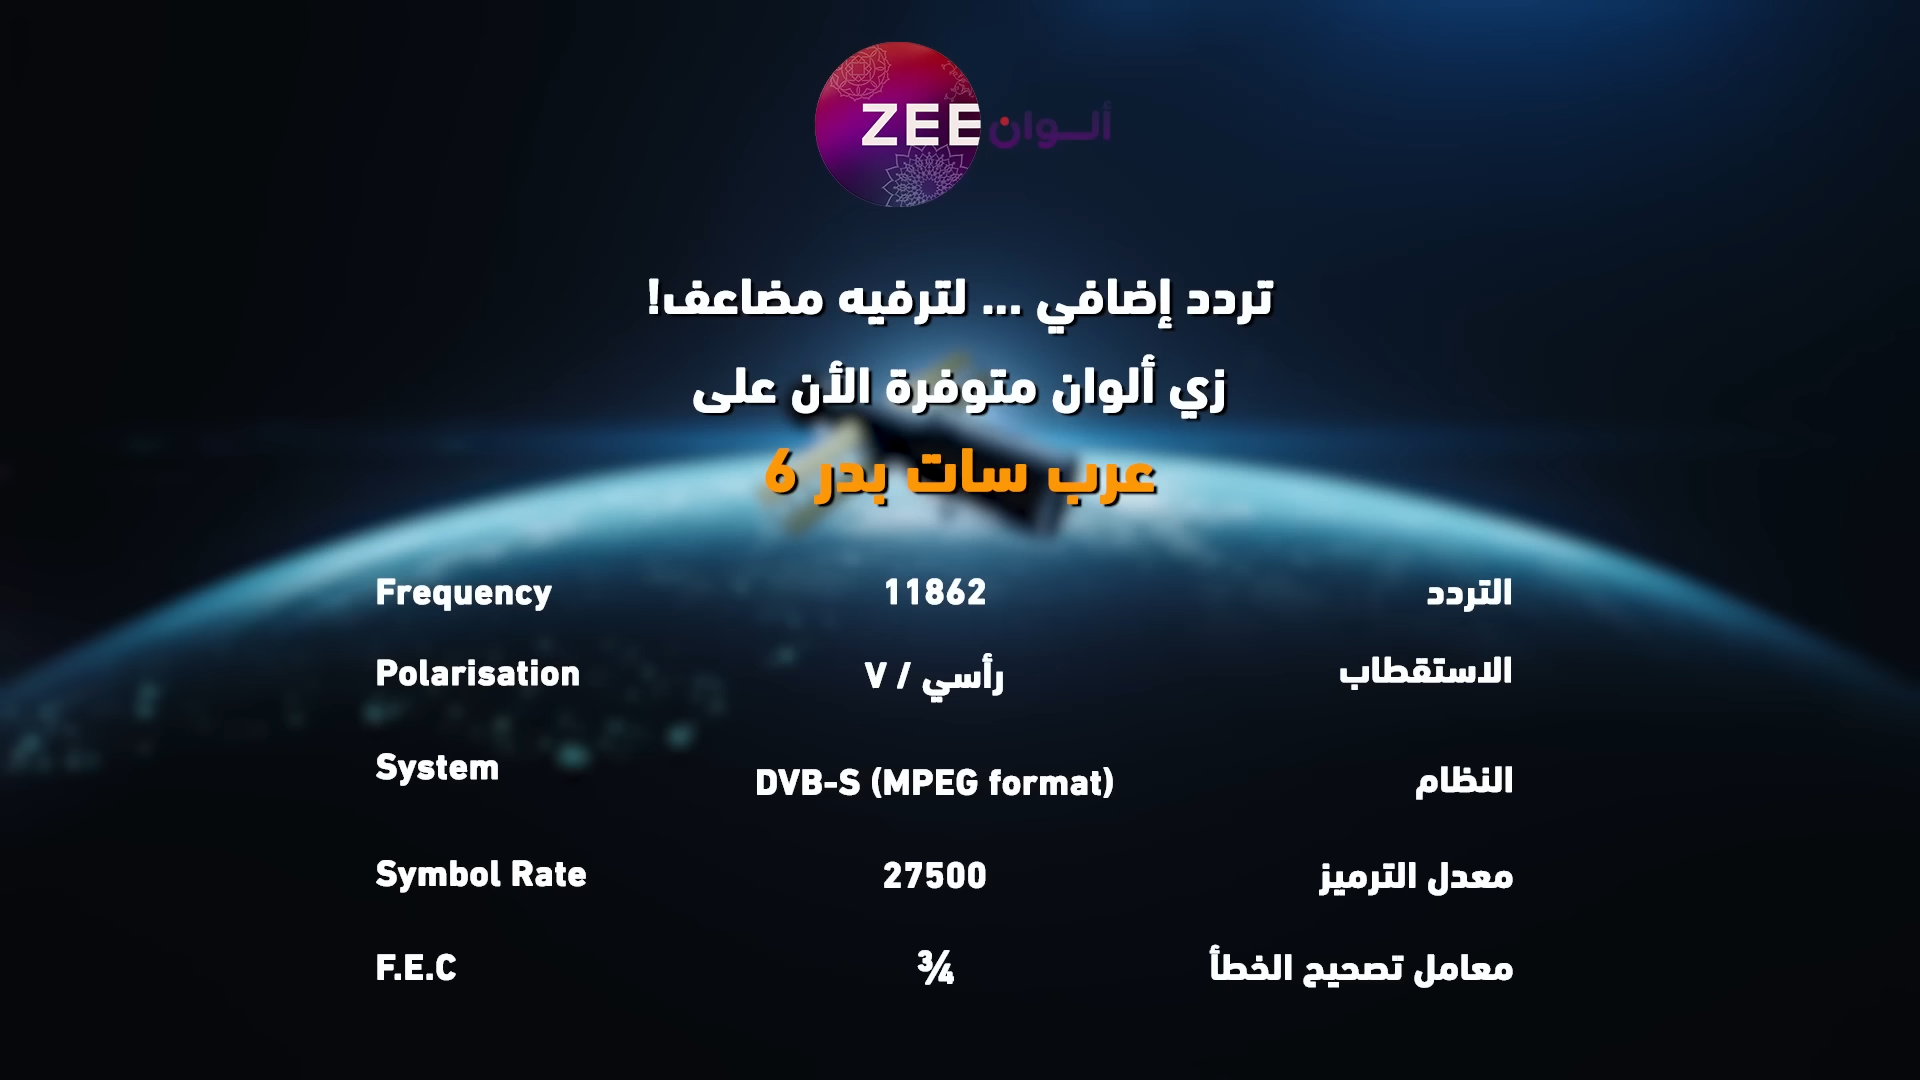 ZEE ألوان
تردد إضافي ... لترفيه مضاعف!
زي ألوان متوفرة الأن على
عرب سات بدر 6
Frequency 11862 التردد
Polarisation رأسي / V الاستقطاب
System DVB-S (MPEG format) النظام
Symbol Rate 27500 معدل الترميز
F.E.C ¾ معامل تصحيح الخطأ